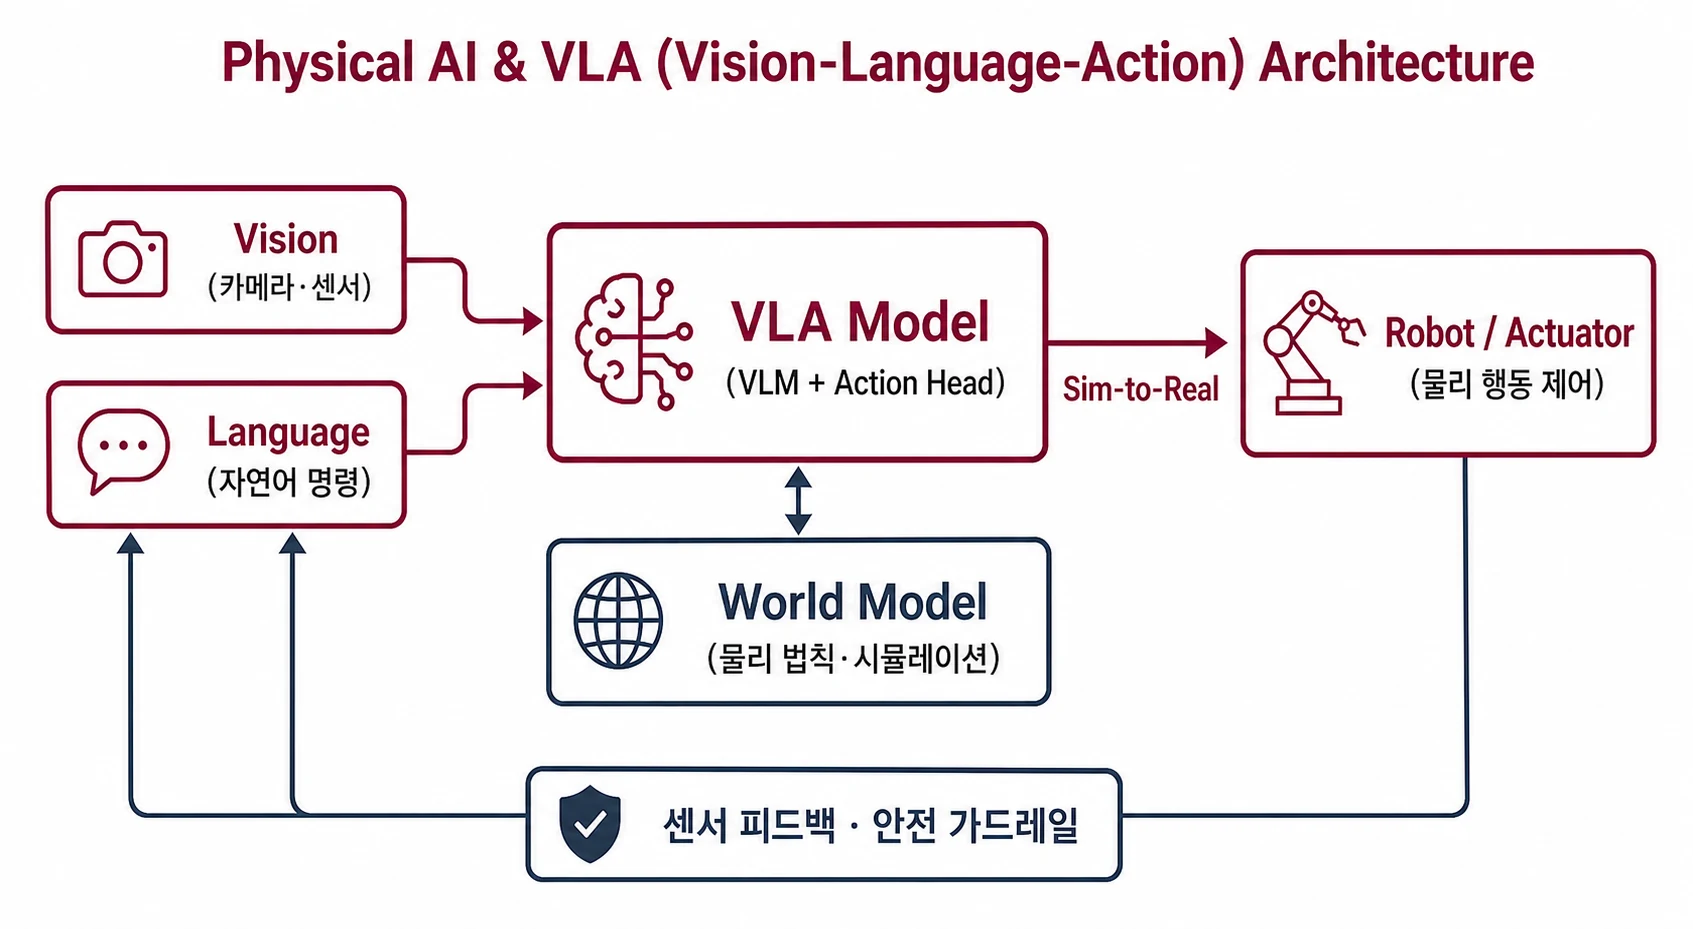 Physical AI & VLA (Vision-Language-Action) Architecture
Vision
(카메라·센서)
Language
(자연어 명령)
VLA Model
(VLM + Action Head)
Sim-to-Real
Robot / Actuator
(물리 행동 제어)
World Model
(물리 법칙·시뮬레이션)
센서 피드백 · 안전 가드레일